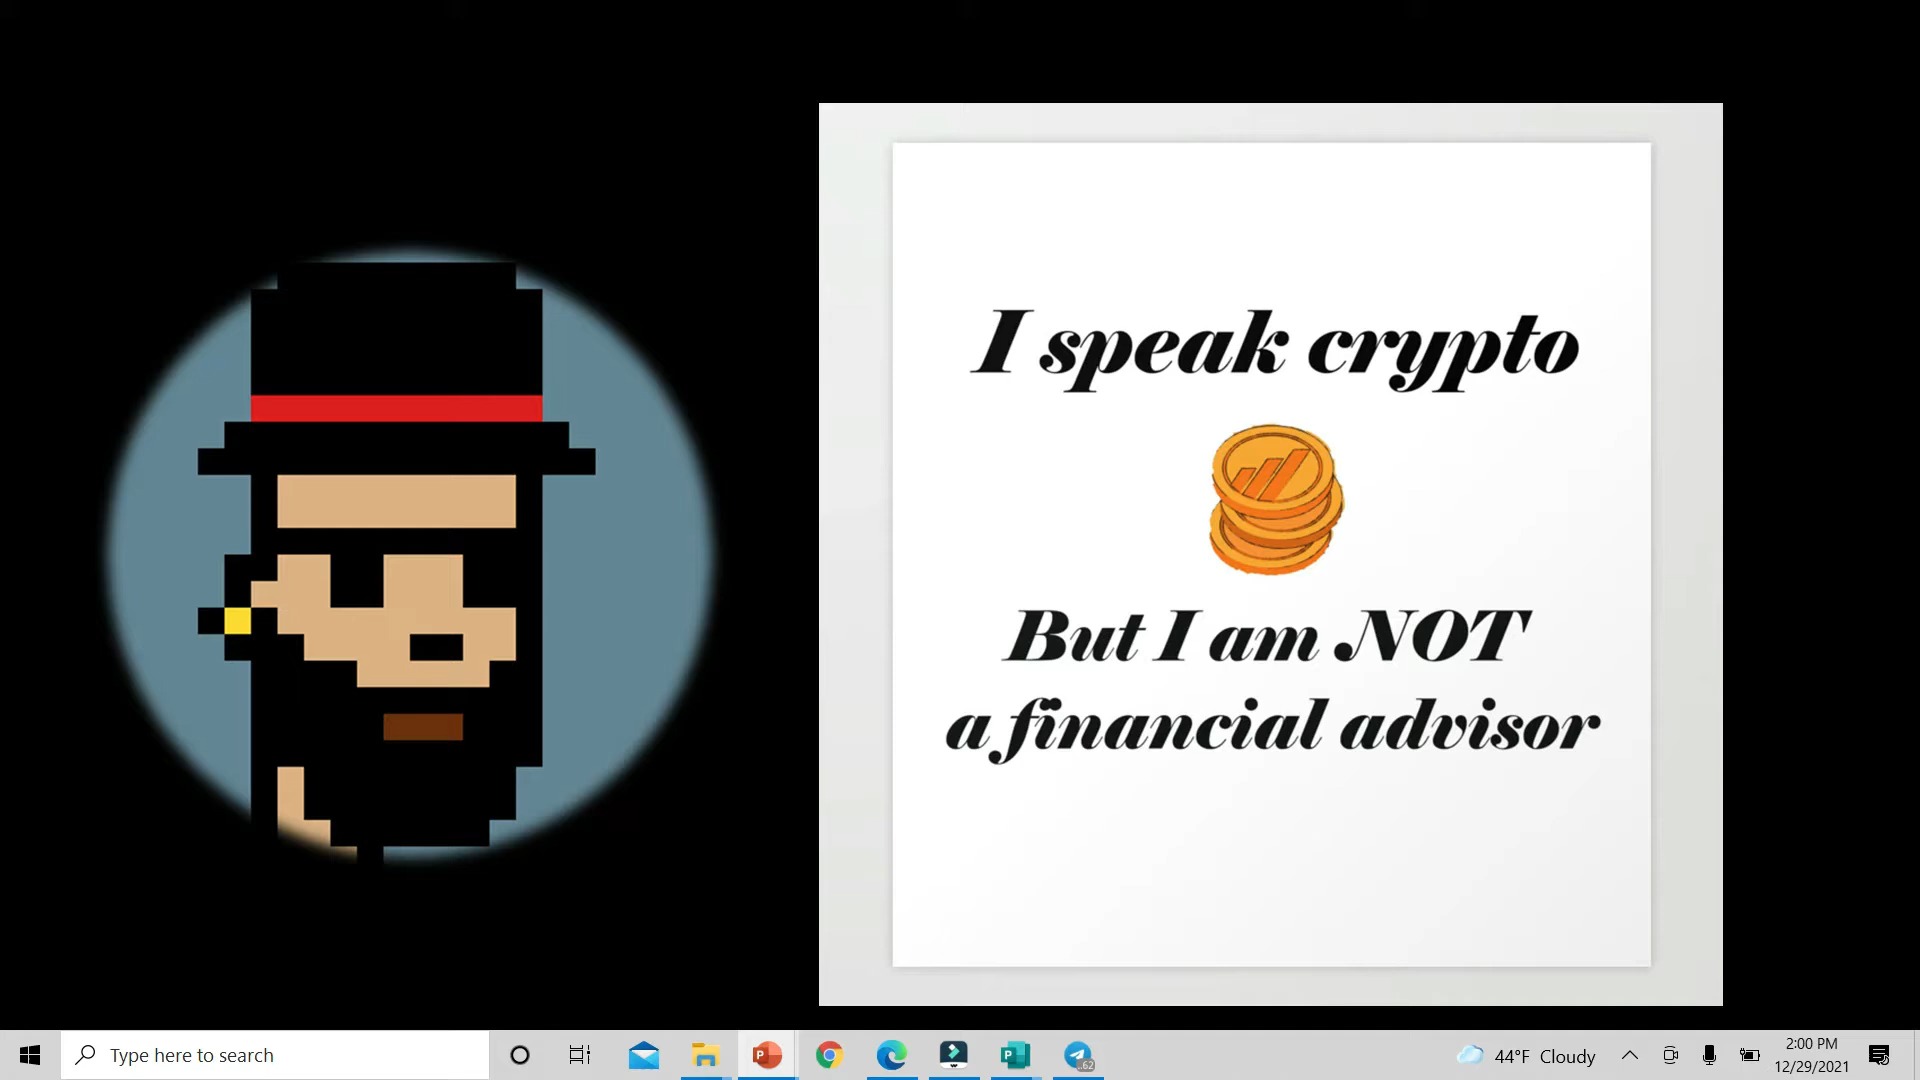 I speak crypto
But I am NOT
a financial advisor
Type here to search
44°F Cloudy
2:00 PM
12/29/2021